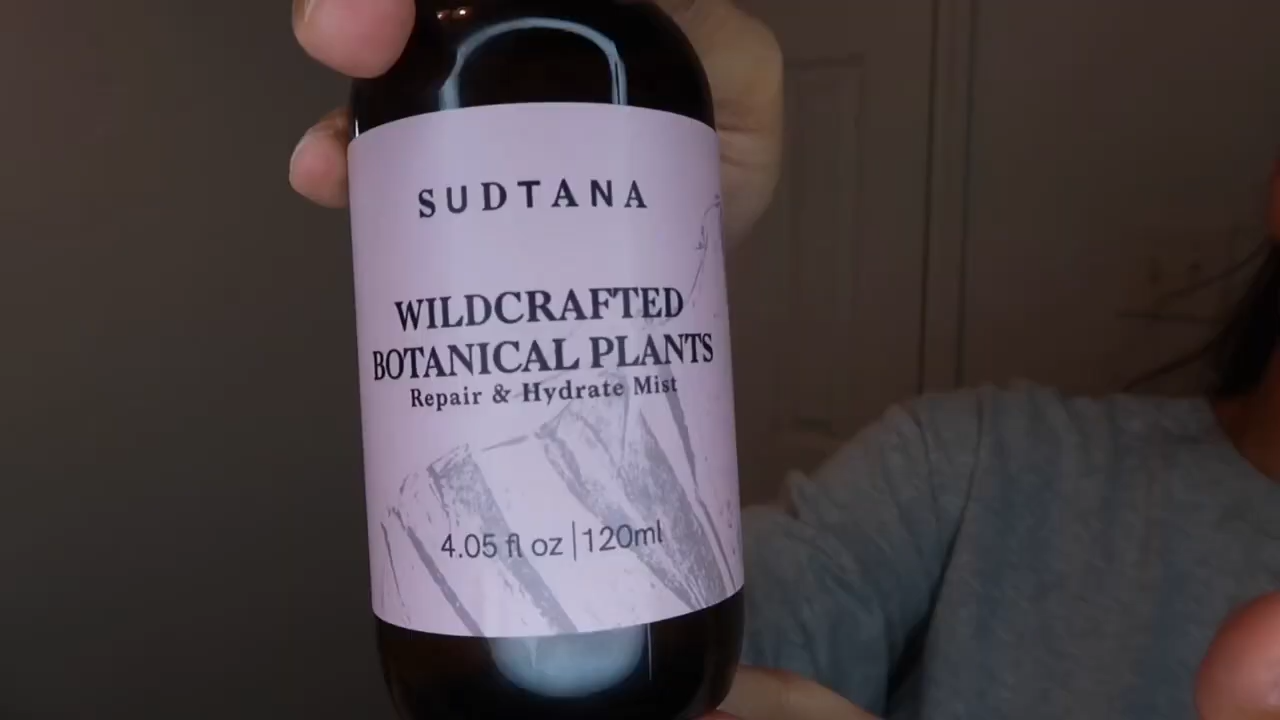 SUDTANA
WILDCRAFTED
BOTANICAL PLANTS
Repair & Hydrate Mist
4.05 fl oz | 120ml